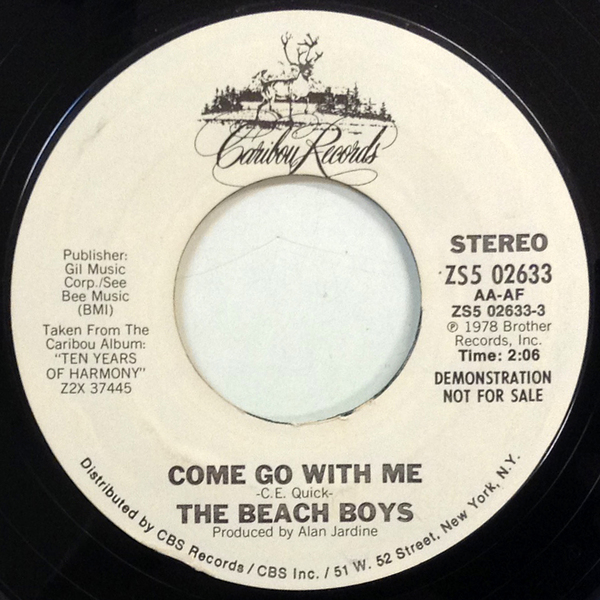 Caribou Records
Publisher:
Gil Music
Corp./See
Bee Music
(BMI)
Taken From The
Caribou Album:
"TEN YEARS
OF HARMONY"
Z2X 37445
STEREO
ZS5 02633
AA-AF
ZS5 02633-3
℗ 1978 Brother
Records, Inc.
Time: 2:06
DEMONSTRATION
NOT FOR SALE
COME GO WITH ME
-C.E. Quick-
THE BEACH BOYS
Produced by Alan Jardine
Distributed by CBS Records / CBS Inc. / 51 W. 52 Street, New York, N.Y.